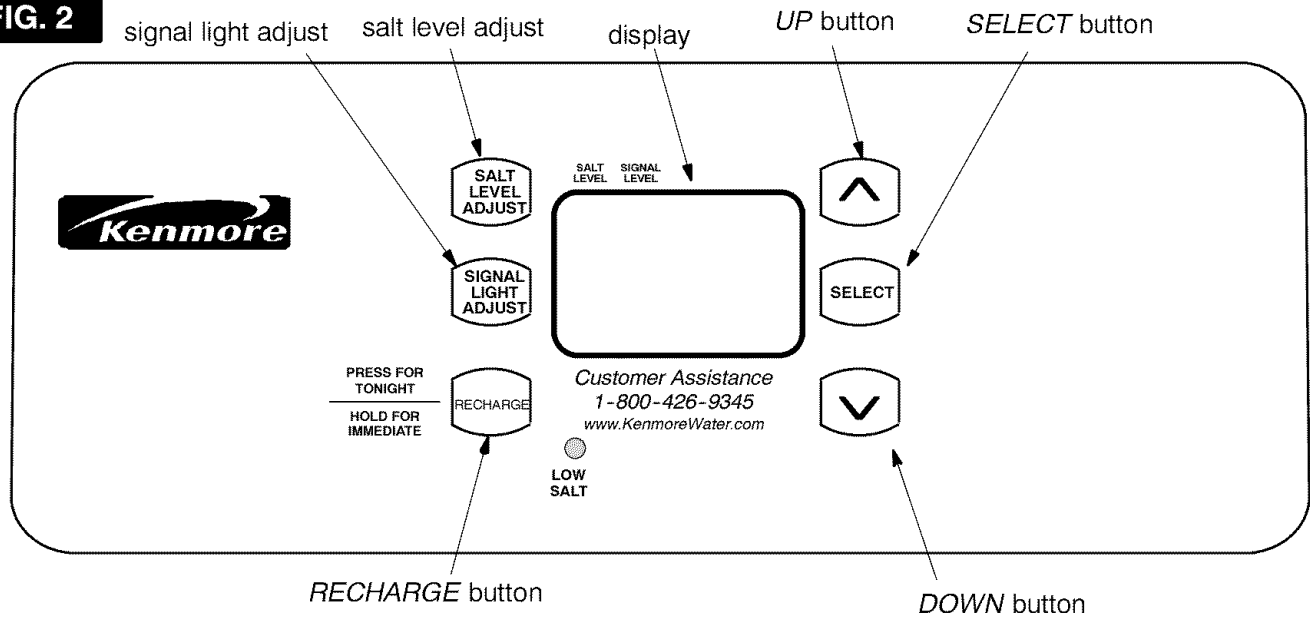 FIG. 2
signal light adjust
salt level adjust
display
UP button
SELECT button
SALT
LEVEL
SIGNAL
LEVEL
SALT
LEVEL
ADJUST
Kenmore
SIGNAL
LIGHT
ADJUST
SELECT
PRESS FOR
TONIGHT
HOLD FOR
IMMEDIATE
RECHARGE
Customer Assistance
1-800-426-9345
www.KenmoreWater.com
LOW
SALT
RECHARGE button
DOWN button